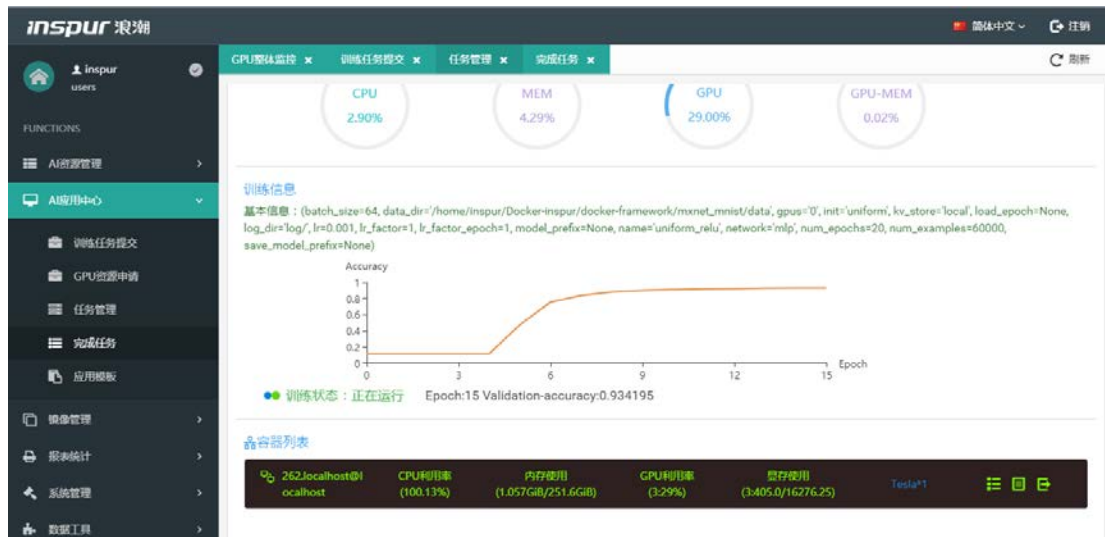 inspur 浪潮
简体中文
注销
inspur
users
GPU整体监控 ×
训练任务提交 ×
任务管理 ×
完成任务 ×
刷新
FUNCTIONS
AI资源管理
AI应用中心
训练任务提交
GPU资源申请
任务管理
完成任务
应用模板
镜像管理
报表统计
系统管理
数据工具
CPU
2.90%
MEM
4.29%
GPU
29.00%
GPU-MEM
0.02%
训练信息
基本信息：(batch_size=64, data_dir='/home/inspur/Docker-inspur/docker-framework/mxnet_mnist/data', gpus='0', init='uniform', kv_store='local', load_epoch=None,
log_dir='log/', lr=0.001, lr_factor=1, lr_factor_epoch=1, model_prefix=None, name='uniform_relu', network='mlp', num_epochs=20, num_examples=60000,
save_model_prefix=None)
Accuracy
1
0.8
0.6
0.4
0.2
0
0 3 6 9 12 15 Epoch
训练状态：正在运行 Epoch:15 Validation-accuracy:0.934195
容器列表
262.localhost@l
ocalhost
CPU利用率
(100.13%)
内存使用
(1.057GiB/251.6GiB)
GPU利用率
(3:29%)
显存使用
(3:405.0/16276.25)
Tesla*1